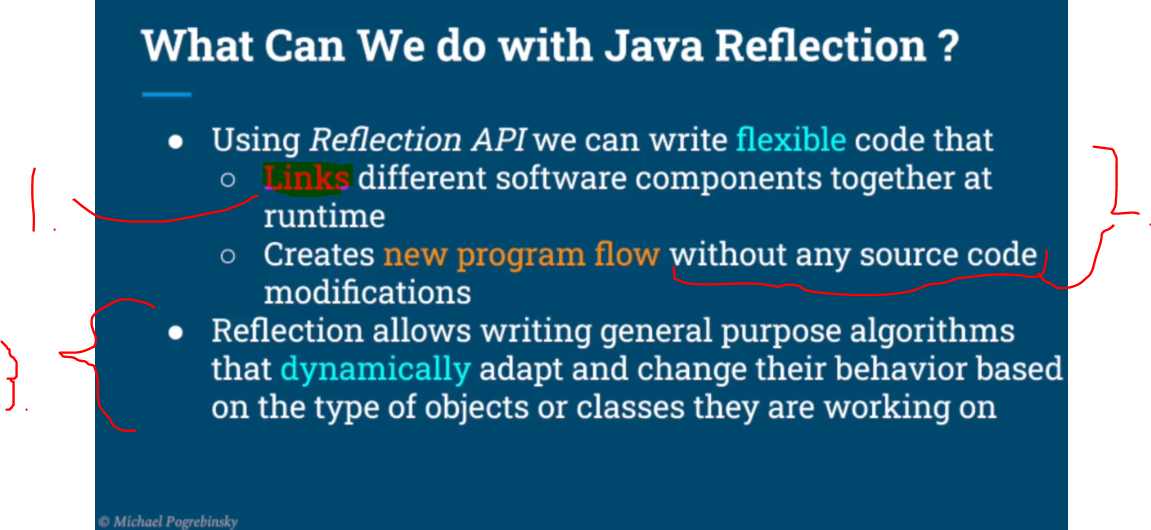 What Can We do with Java Reflection ?
● Using Reflection API we can write flexible code that
○ Links different software components together at
runtime
○ Creates new program flow without any source code
modifications
● Reflection allows writing general purpose algorithms
that dynamically adapt and change their behavior based
on the type of objects or classes they are working on
1.
© Michael Pogrebinsky